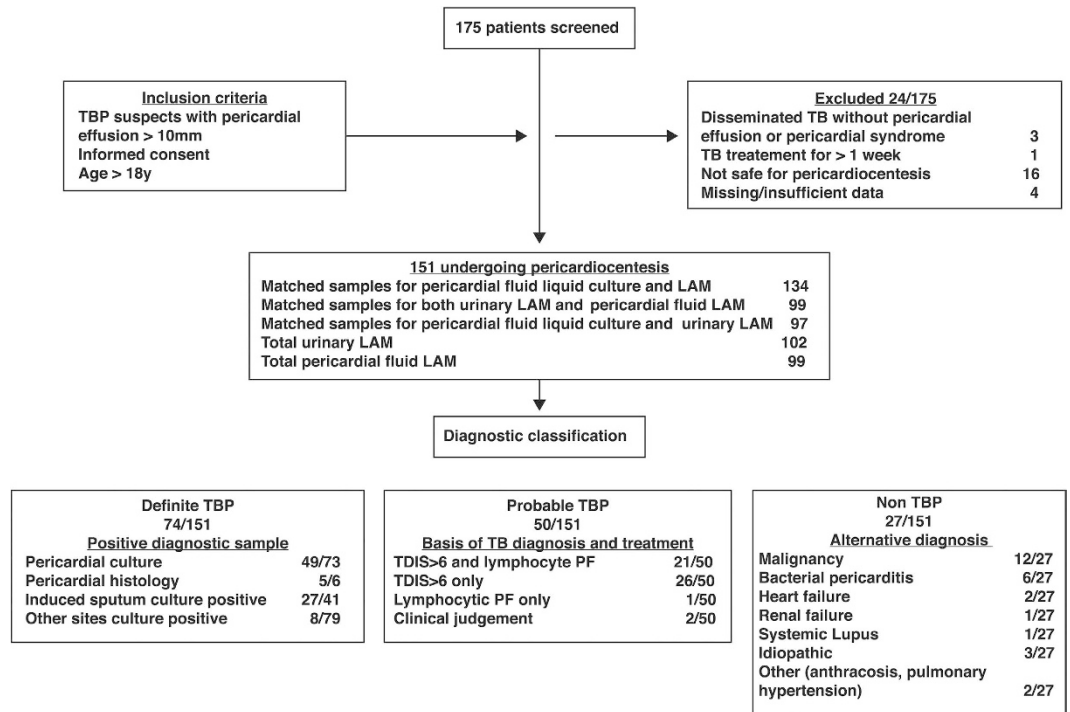 175 patients screened
Inclusion criteria
TBP suspects with pericardial
effusion > 10mm
Informed consent
Age > 18y
Excluded 24/175
Disseminated TB without pericardial
effusion or pericardial syndrome 3
TB treatement for > 1 week 1
Not safe for pericardiocentesis 16
Missing/insufficient data 4
151 undergoing pericardiocentesis
Matched samples for pericardial fluid liquid culture and LAM 134
Matched samples for both urinary LAM and pericardial fluid LAM 99
Matched samples for pericardial fluid liquid culture and urinary LAM 97
Total urinary LAM 102
Total pericardial fluid LAM 99
Diagnostic classification
Definite TBP
74/151
Positive diagnostic sample
Pericardial culture 49/73
Pericardial histology 5/6
Induced sputum culture positive 27/41
Other sites culture positive 8/79
Probable TBP
50/151
Basis of TB diagnosis and treatment
TDIS>6 and lymphocyte PF 21/50
TDIS>6 only 26/50
Lymphocytic PF only 1/50
Clinical judgement 2/50
Non TBP
27/151
Alternative diagnosis
Malignancy 12/27
Bacterial pericarditis 6/27
Heart failure 2/27
Renal failure 1/27
Systemic Lupus 1/27
Idiopathic 3/27
Other (anthracosis, pulmonary
hypertension) 2/27